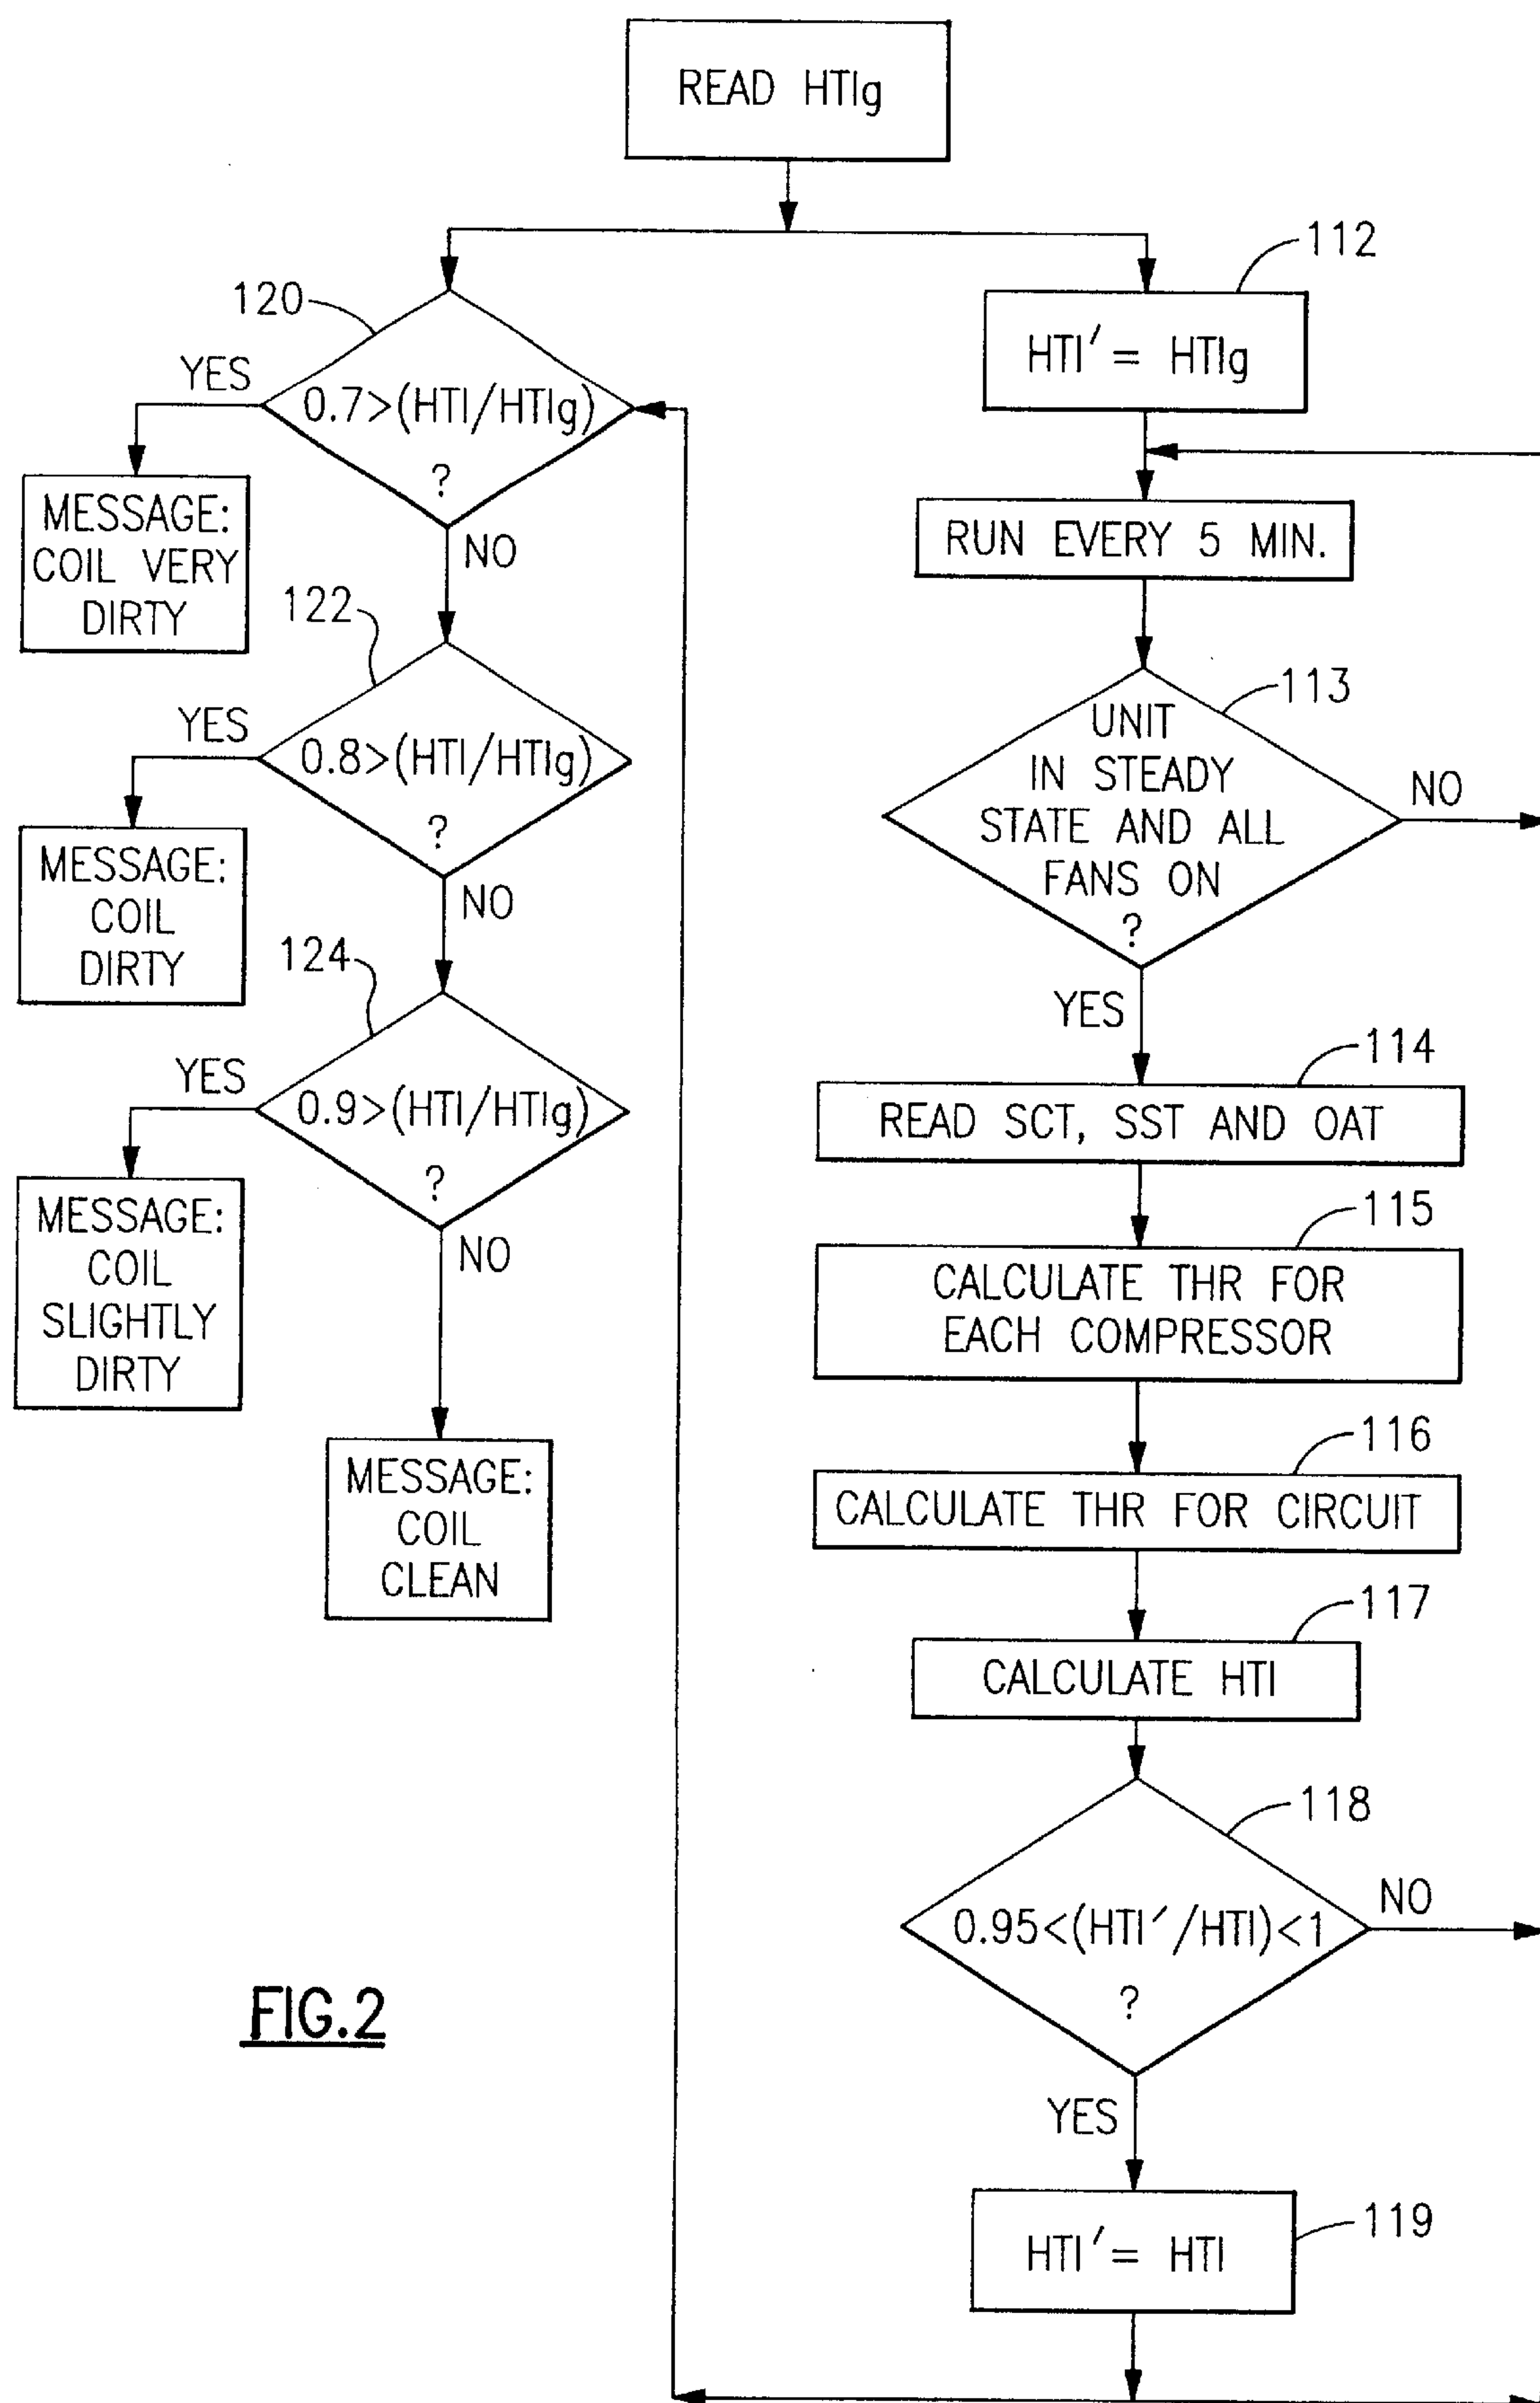 READ HTIg
120
YES
0.7>(HTI/HTIg)
?
NO
MESSAGE:
COIL VERY
DIRTY
122
YES
0.8>(HTI/HTIg)
?
NO
MESSAGE:
COIL
DIRTY
124
YES
0.9>(HTI/HTIg)
?
NO
MESSAGE:
COIL
SLIGHTLY
DIRTY
MESSAGE:
COIL
CLEAN
112
HTI′= HTIg
RUN EVERY 5 MIN.
113
UNIT
IN STEADY
STATE AND ALL
FANS ON
?
NO
YES
114
READ SCT, SST AND OAT
115
CALCULATE THR FOR
EACH COMPRESSOR
116
CALCULATE THR FOR CIRCUIT
117
CALCULATE HTI
118
0.95<(HTI′/HTI)<1
?
NO
YES
119
HTI′= HTI
FIG.2